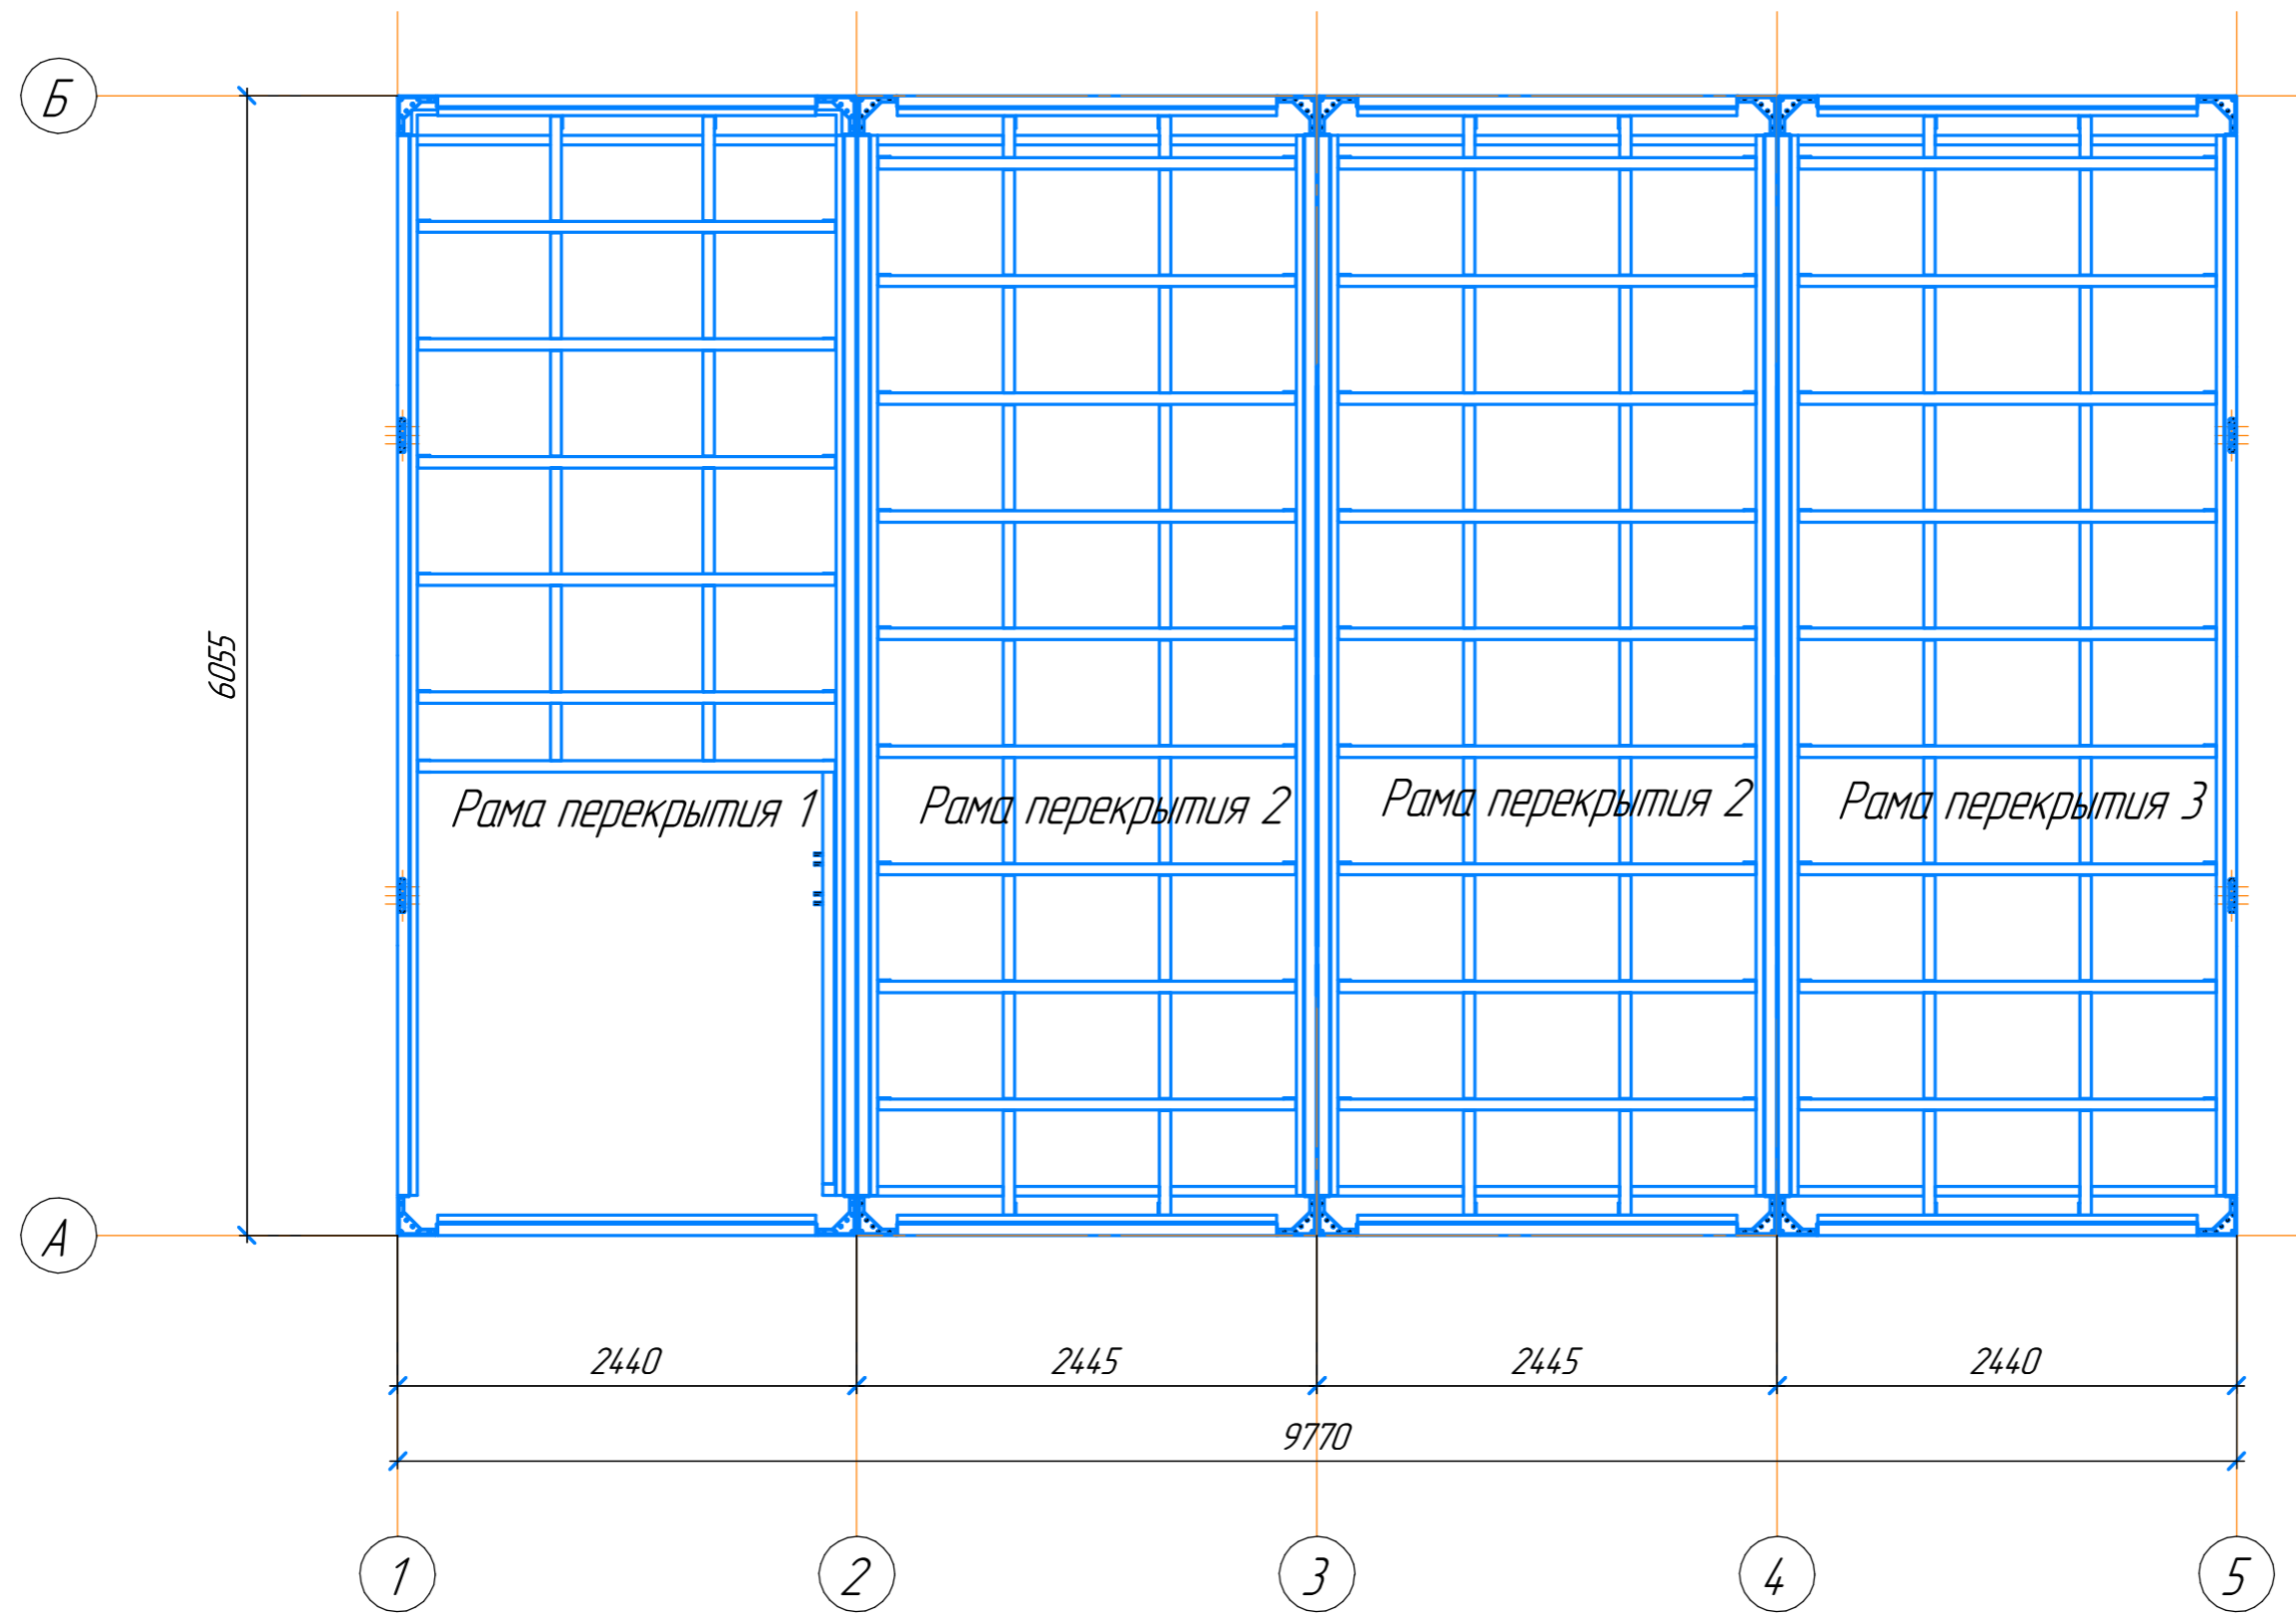 Б
6055
Рама перекрытия 1
Рама перекрытия 2
Рама перекрытия 2
Рама перекрытия 3
А
2440
2445
2445
2440
9770
1
2
3
4
5